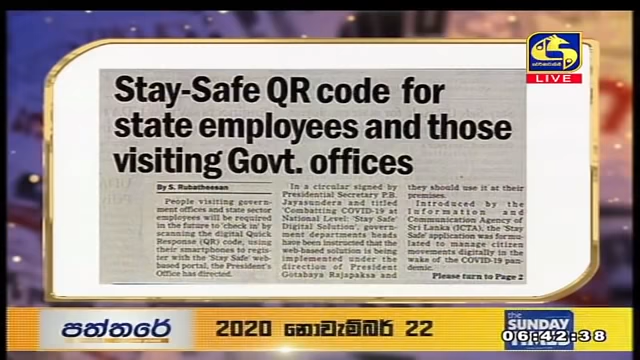 Stay-Safe QR code for
state employees and those
visiting Govt. offices
By S. Rubatheesan
People visiting govern-
ment offices and state sector
employees will be required
in the future to 'check in' by
scanning the digital Quick
Response (QR) code, using
their smartphones to regis-
ter with the 'Stay Safe' web-
based portal, the President's
Office has directed.
In a circular signed by
Presidential Secretary P.B.
Jayasundera and titled
'Combatting COVID-19 at
National Level: 'Stay Safe'
Digital Solution', govern-
ment departments heads
have been instructed that the
web-based solution is being
implemented under the
direction of President
Gotabaya Rajapaksa and
they should use it at their
premises.
Introduced by the
Information and
Communication Agency of
Sri Lanka (ICTA), the 'Stay
Safe' application was formu-
lated to manage citizen
movements digitally in the
wake of the COVID-19 pan-
demic.
Please turn to Page 2
LIVE
පත්තරේ
2020 නොවැම්බර් 22
the
SUNDAY
TIMES
06:42:38